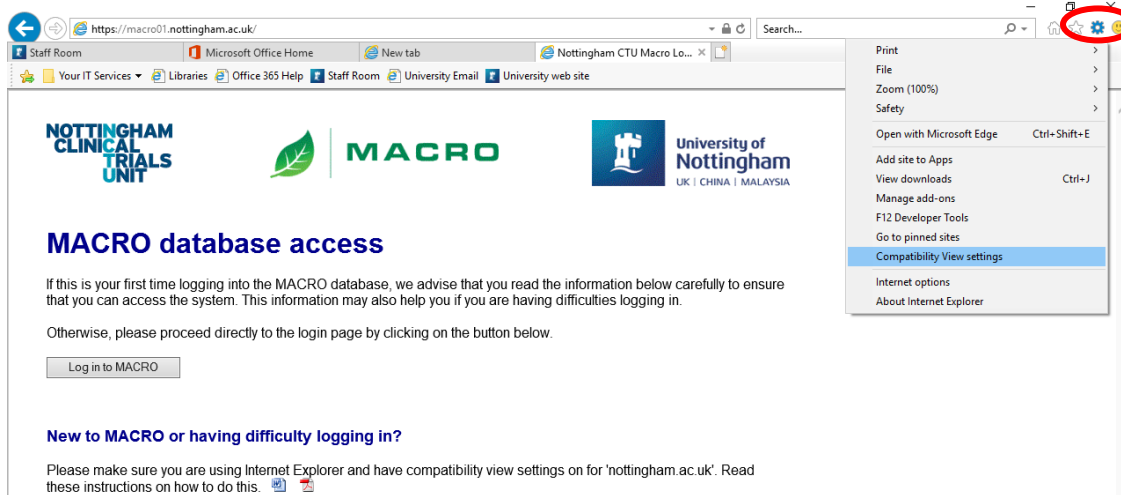 https://macro01.nottingham.ac.uk/
Search...
Staff Room
Microsoft Office Home
New tab
Nottingham CTU Macro Lo...
Your IT Services
Libraries
Office 365 Help
Staff Room
University Email
University web site
Print
File
Zoom (100%)
Safety
Open with Microsoft Edge Ctrl+Shift+E
Add site to Apps
View downloads Ctrl+J
Manage add-ons
F12 Developer Tools
Go to pinned sites
Compatibility View settings
Internet options
About Internet Explorer
NOTTINGHAM
CLINICAL
TRIALS
UNIT
MACRO
University of
Nottingham
UK | CHINA | MALAYSIA
MACRO database access
If this is your first time logging into the MACRO database, we advise that you read the information below carefully to ensure
that you can access the system. This information may also help you if you are having difficulties logging in.
Otherwise, please proceed directly to the login page by clicking on the button below.
Log in to MACRO
New to MACRO or having difficulty logging in?
Please make sure you are using Internet Explorer and have compatibility view settings on for 'nottingham.ac.uk'. Read
these instructions on how to do this.